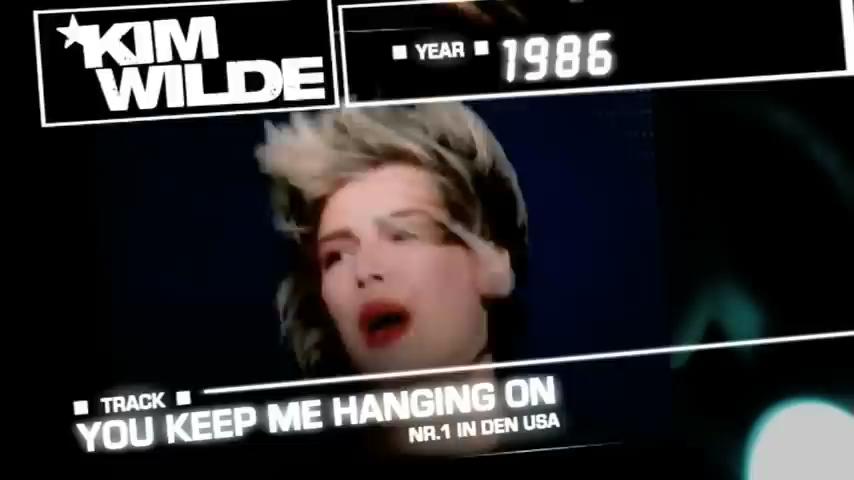 KIM
WILDE
YEAR 1986
TRACK
YOU KEEP ME HANGING ON
NR.1 IN DEN USA